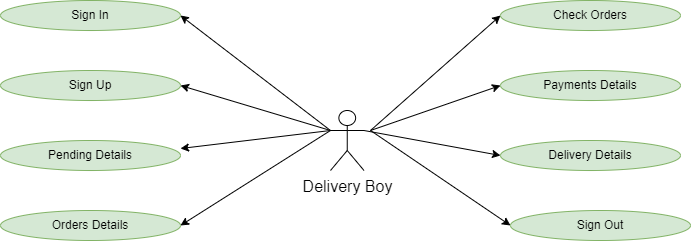 Sign In
Check Orders
Sign Up
Payments Details
Pending Details
Delivery Details
Delivery Boy
Orders Details
Sign Out